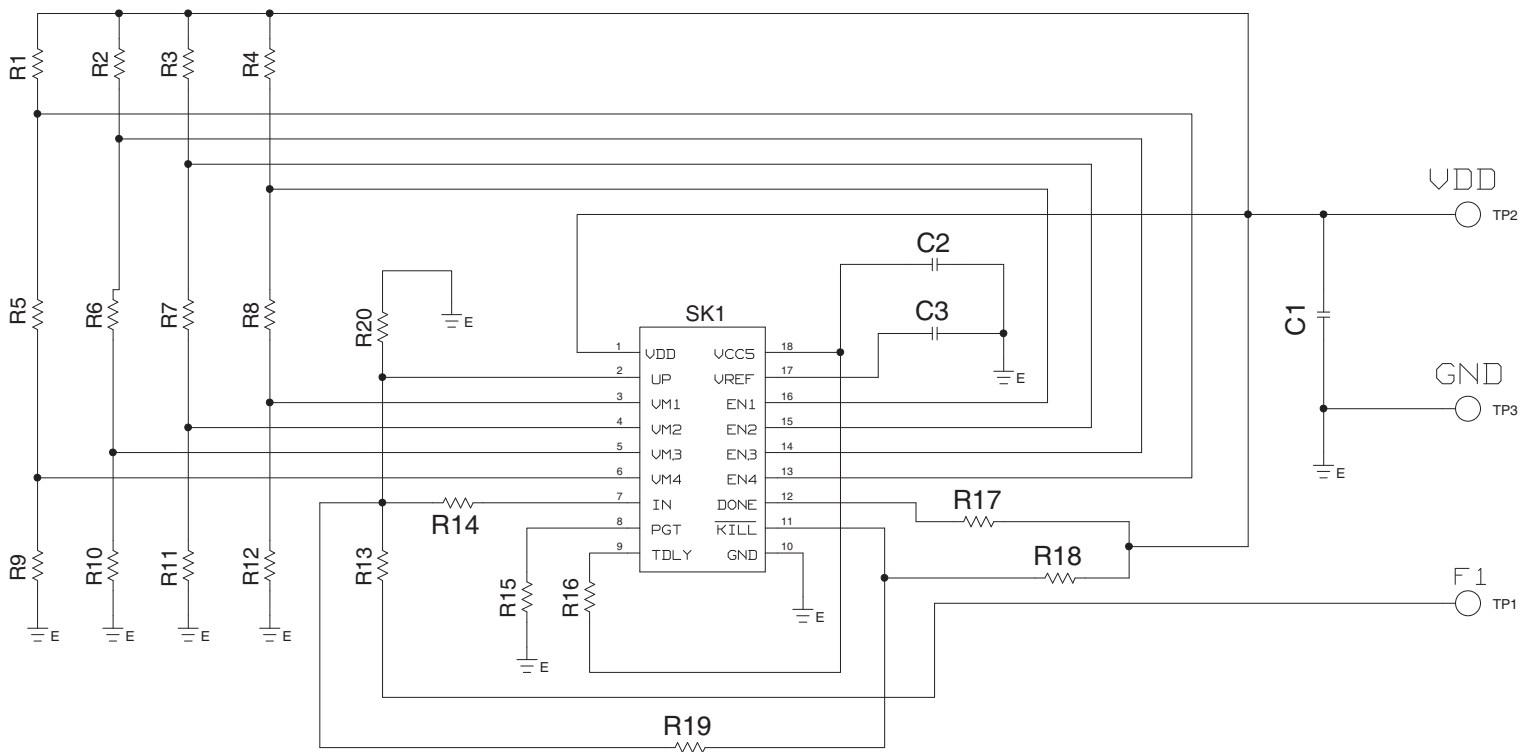 R1
R2
R3
R4
VDD
TP2
C2
R5
R6
R7
R8
R20
E
SK1
C3
C1
1 VDD VCC5 18
2 UP VREF 17
E
3 VM1 EN1 16
GND
TP3
4 VM2 EN2 15
5 VM3 EN3 14
6 VM4 EN4 13
E
7 IN DONE 12
R14
R17
8 PGT KILL 11
9 TDLY GND 10
R18
R9
R10
R11
R12
R13
R15
R16
F1
TP1
E
E
E
E
E
E
R19